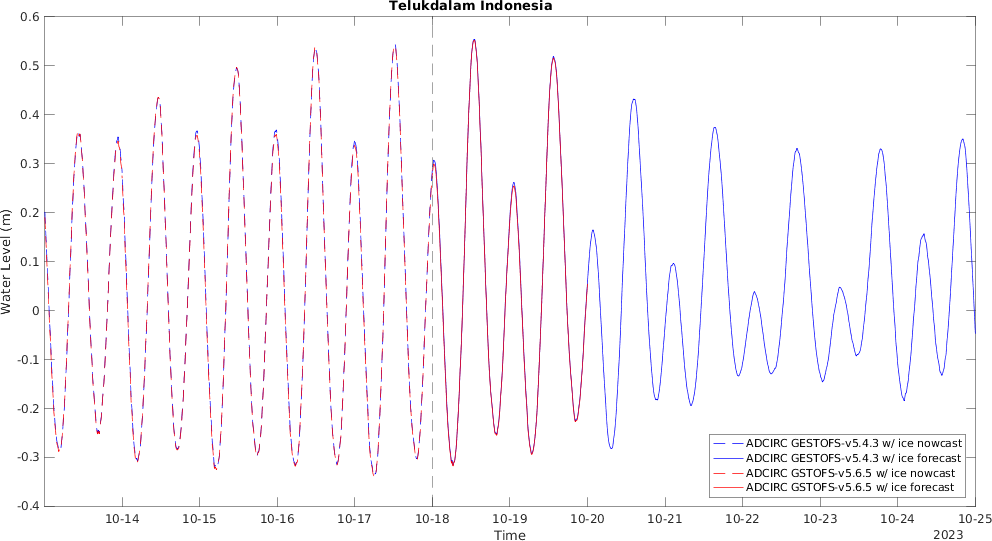 Telukdalam Indonesia
0.6
0.5
0.4
0.3
0.2
0.1
0
-0.1
-0.2
-0.3
-0.4
Water Level (m)
ADCIRC GESTOFS-v5.4.3 w/ ice nowcast
ADCIRC GESTOFS-v5.4.3 w/ ice forecast
ADCIRC GSTOFS-v5.6.5 w/ ice nowcast
ADCIRC GSTOFS-v5.6.5 w/ ice forecast
10-14 10-15 10-16 10-17 10-18 10-19 10-20 10-21 10-22 10-23 10-24 10-25
Time
2023